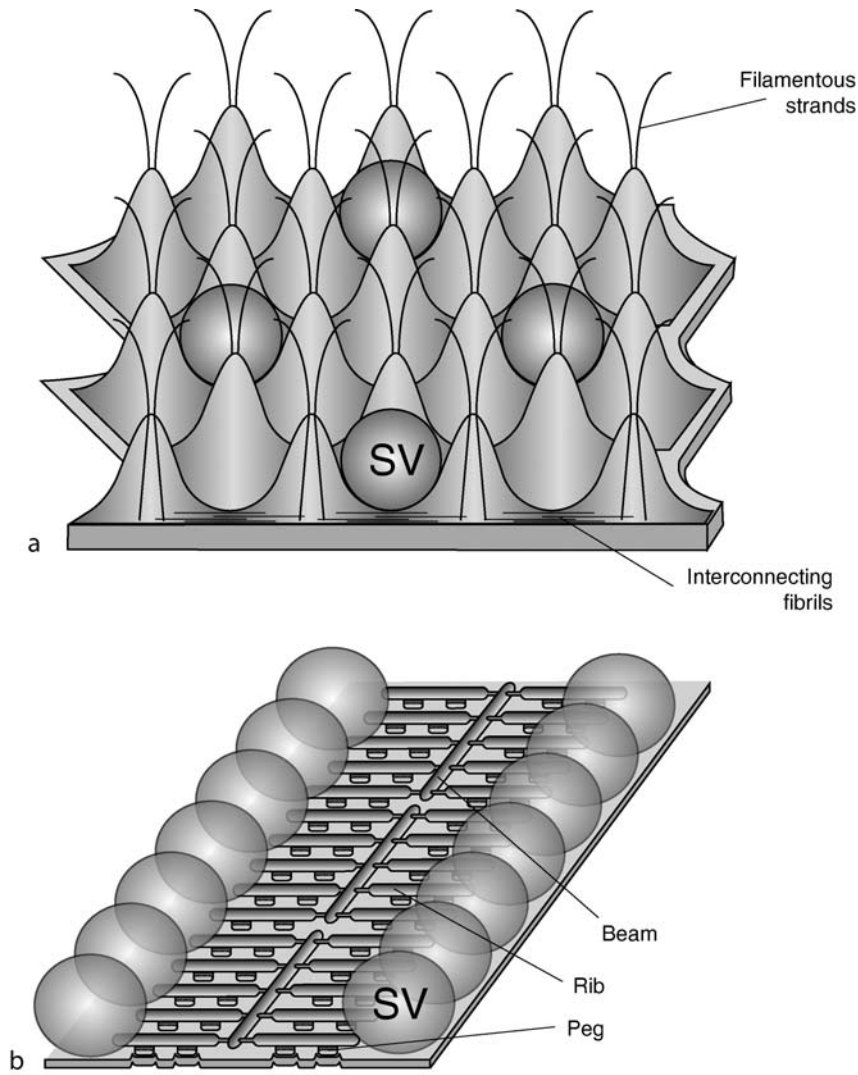 Filamentous
strands
SV
a
Interconnecting
fibrils
Beam
Rib
SV
Peg
b